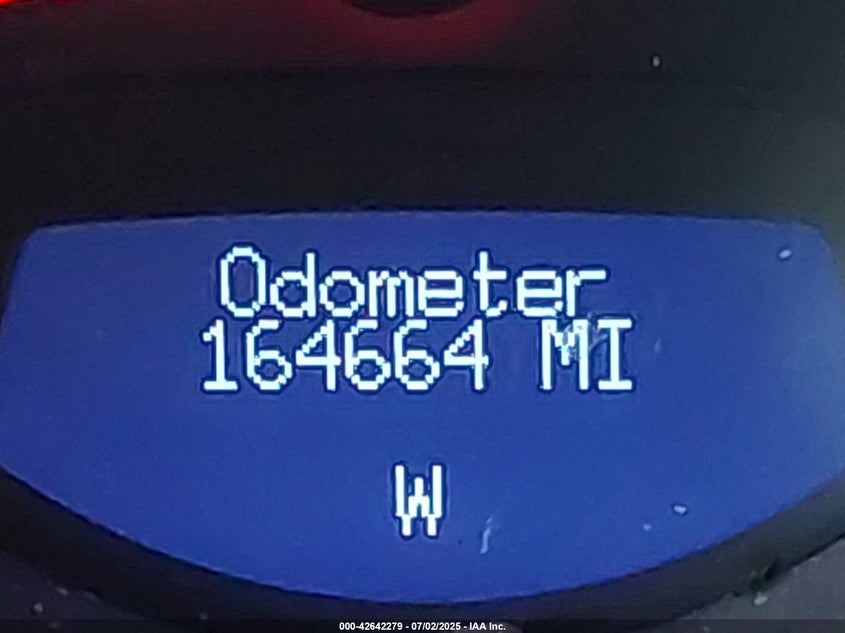 Odometer
164664 MI
W
000-42642279 - 07/02/2025 - IAA Inc.